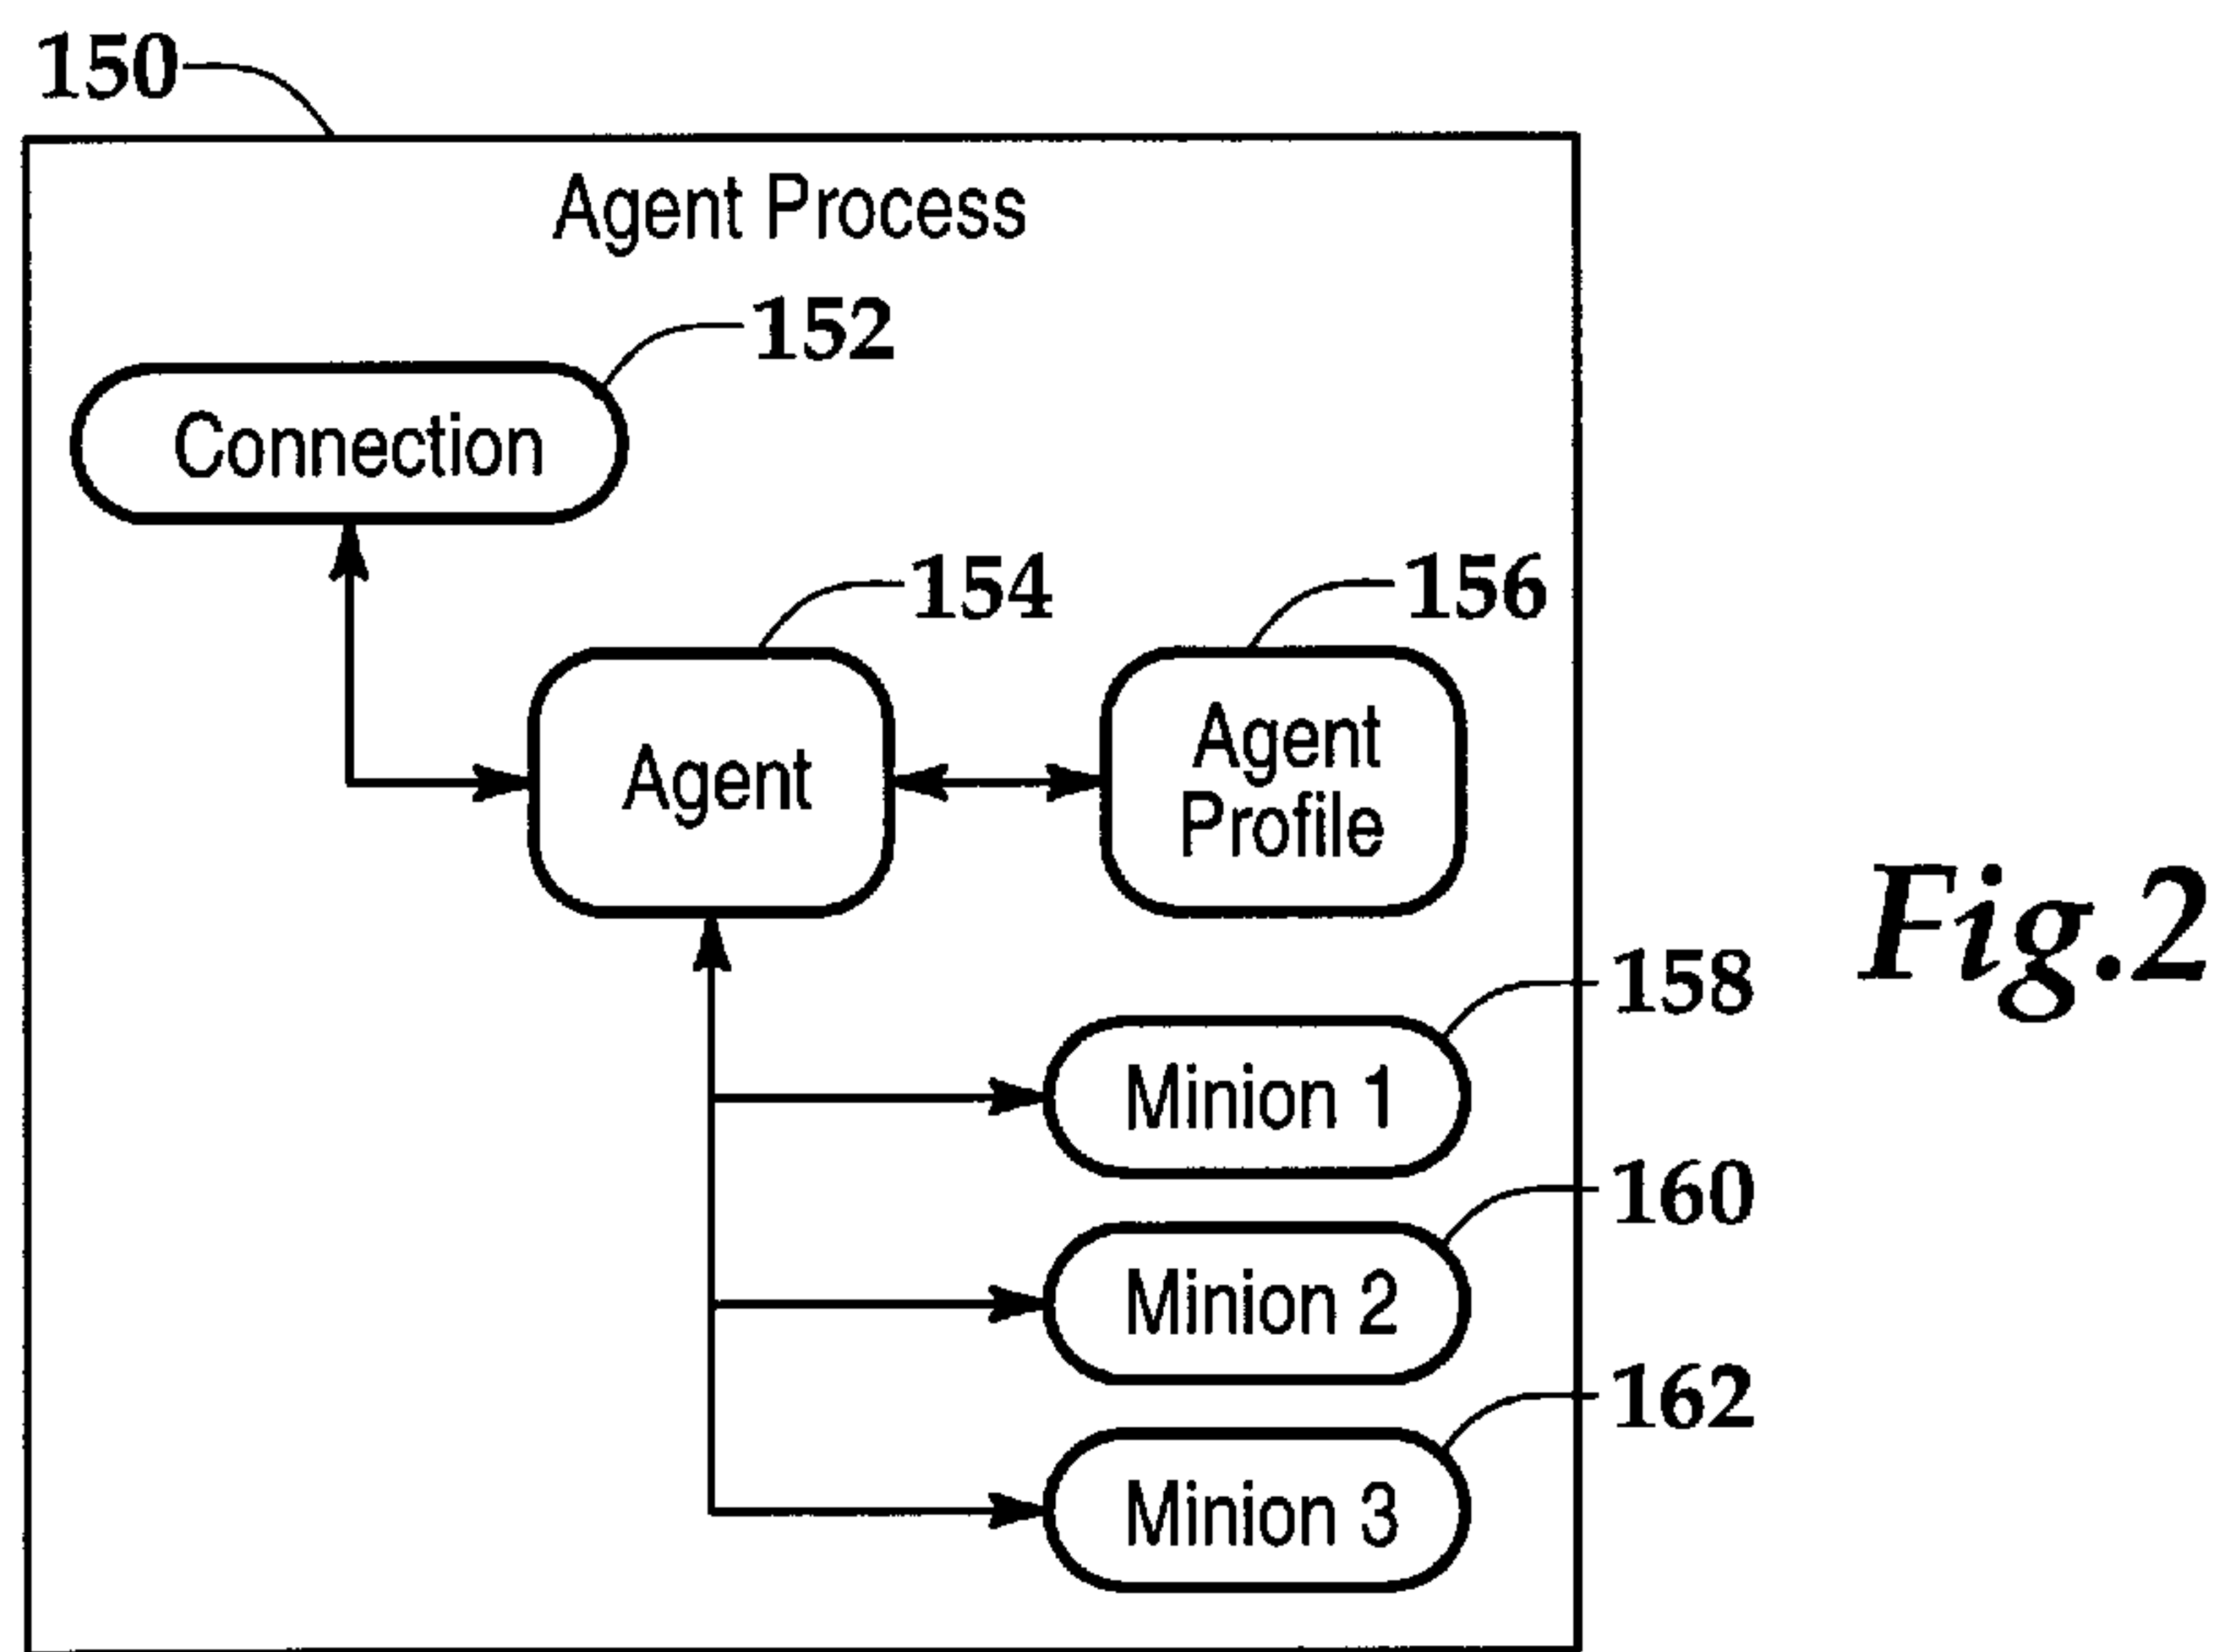 150
Agent Process
152
Connection
154
156
Agent
Agent
Profile
Fig.2
158
Minion 1
160
Minion 2
162
Minion 3